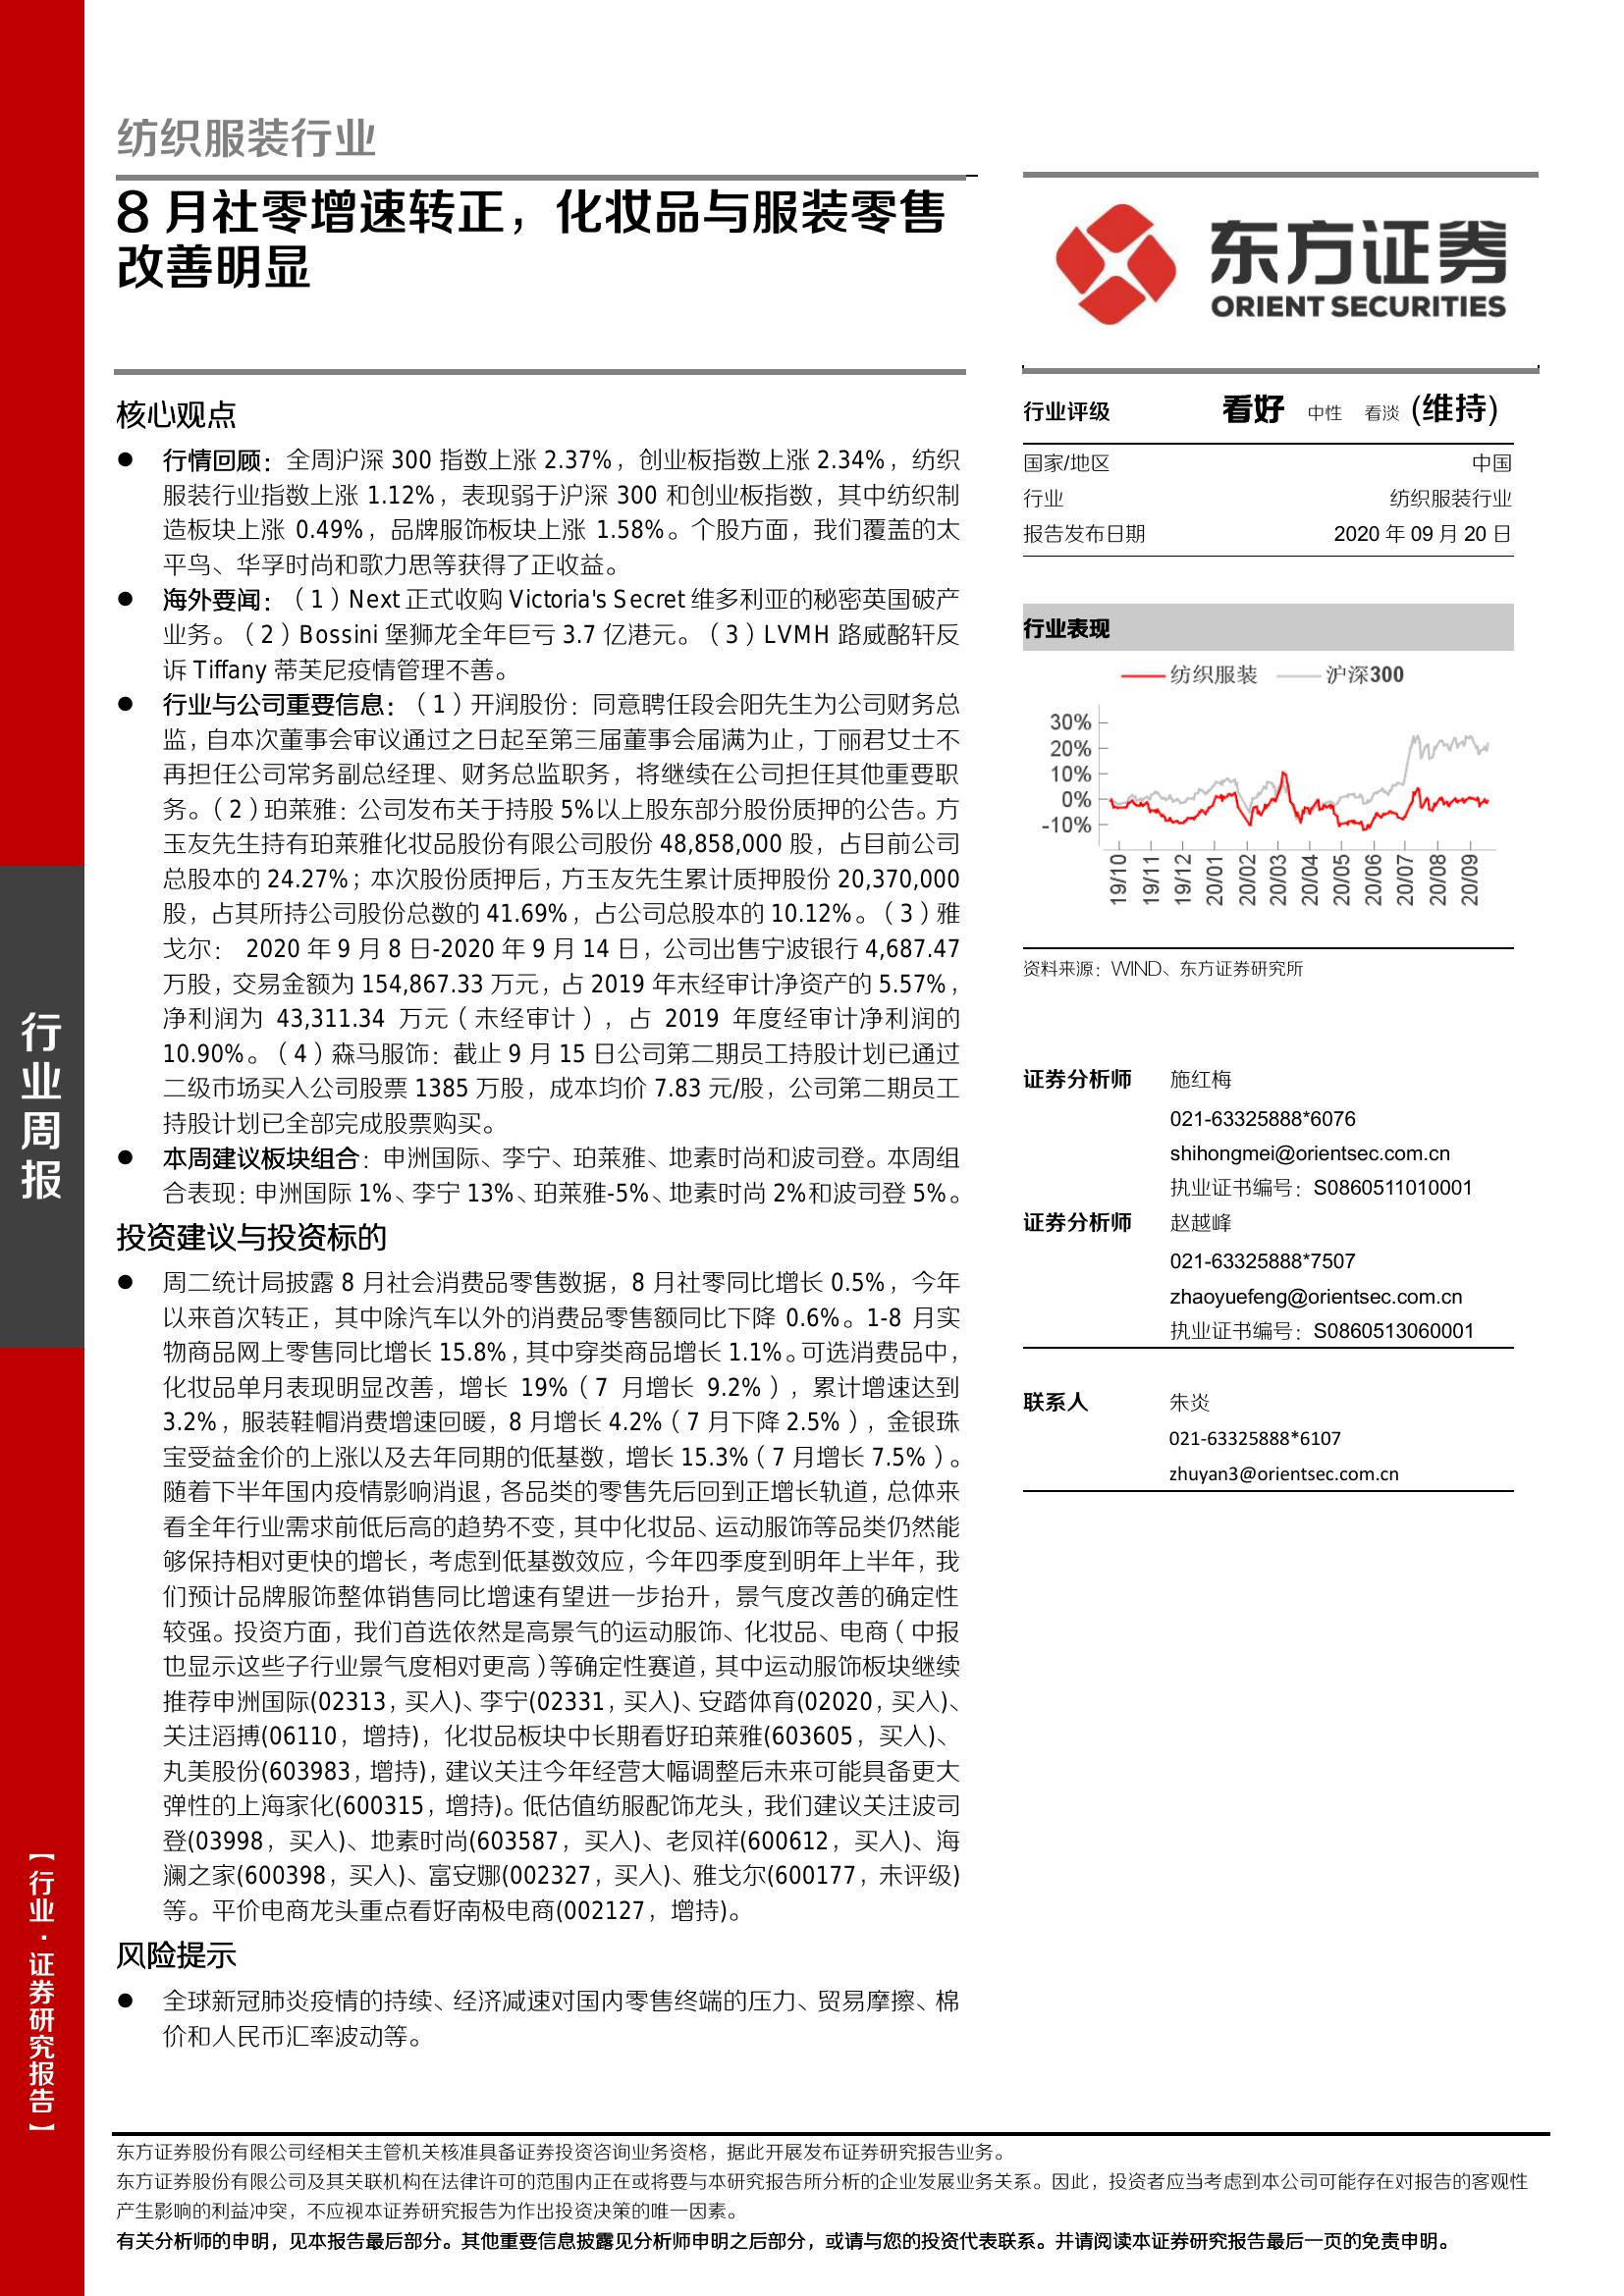 纺织服装行业
8 月社零增速转正，化妆品与服装零售
改善明显
核心观点
● 行情回顾：全周沪深 300 指数上涨 2.37%，创业板指数上涨 2.34%，纺织
服装行业指数上涨 1.12%，表现弱于沪深 300 和创业板指数，其中纺织制
造板块上涨 0.49%，品牌服饰板块上涨 1.58%。个股方面，我们覆盖的太
平鸟、华孚时尚和歌力思等获得了正收益。
● 海外要闻：（1）Next 正式收购 Victoria's Secret 维多利亚的秘密英国破产
业务。（2）Bossini 堡狮龙全年巨亏 3.7 亿港元。（3）LVMH 路威酩轩反
诉 Tiffany 蒂芙尼疫情管理不善。
● 行业与公司重要信息：（1）开润股份：同意聘任段会阳先生为公司财务总
监，自本次董事会审议通过之日起至第三届董事会届满为止，丁丽君女士不
再担任公司常务副总经理、财务总监职务，将继续在公司担任其他重要职
务。（2）珀莱雅：公司发布关于持股 5%以上股东部分股份质押的公告。方
玉友先生持有珀莱雅化妆品股份有限公司股份 48,858,000 股，占目前公司
总股本的 24.27%；本次股份质押后，方玉友先生累计质押股份 20,370,000
股，占其所持公司股份总数的 41.69%，占公司总股本的 10.12%。（3）雅
戈尔： 2020 年 9 月 8 日-2020 年 9 月 14 日，公司出售宁波银行 4,687.47
万股，交易金额为 154,867.33 万元，占 2019 年末经审计净资产的 5.57%，
净利润为 43,311.34 万元（未经审计），占 2019 年度经审计净利润的
10.90%。（4）森马服饰：截止 9 月 15 日公司第二期员工持股计划已通过
二级市场买入公司股票 1385 万股，成本均价 7.83 元/股，公司第二期员工
持股计划已全部完成股票购买。
● 本周建议板块组合：申洲国际、李宁、珀莱雅、地素时尚和波司登。本周组
合表现：申洲国际 1%、李宁 13%、珀莱雅-5%、地素时尚 2%和波司登 5%。
投资建议与投资标的
● 周二统计局披露 8 月社会消费品零售数据，8 月社零同比增长 0.5%，今年
以来首次转正，其中除汽车以外的消费品零售额同比下降 0.6%。1-8 月实
物商品网上零售同比增长 15.8%，其中穿类商品增长 1.1%。可选消费品中，
化妆品单月表现明显改善，增长 19%（7 月增长 9.2%），累计增速达到
3.2%，服装鞋帽消费增速回暖，8 月增长 4.2%（7 月下降 2.5%），金银珠
宝受益金价的上涨以及去年同期的低基数，增长 15.3%（7 月增长 7.5%）。
随着下半年国内疫情影响消退，各品类的零售先后回到正增长轨道，总体来
看全年行业需求前低后高的趋势不变，其中化妆品、运动服饰等品类仍然能
够保持相对更快的增长，考虑到低基数效应，今年四季度到明年上半年，我
们预计品牌服饰整体销售同比增速有望进一步抬升，景气度改善的确定性
较强。投资方面，我们首选依然是高景气的运动服饰、化妆品、电商（中报
也显示这些子行业景气度相对更高）等确定性赛道，其中运动服饰板块继续
推荐申洲国际(02313，买入)、李宁(02331，买入)、安踏体育(02020，买入)、
关注滔搏(06110，增持)，化妆品板块中长期看好珀莱雅(603605，买入)、
丸美股份(603983，增持)，建议关注今年经营大幅调整后未来可能具备更大
弹性的上海家化(600315，增持)。低估值纺服配饰龙头，我们建议关注波司
登(03998，买入)、地素时尚(603587，买入)、老凤祥(600612，买入)、海
澜之家(600398，买入)、富安娜(002327，买入)、雅戈尔(600177，未评级)
等。平价电商龙头重点看好南极电商(002127，增持)。
风险提示
● 全球新冠肺炎疫情的持续、经济减速对国内零售终端的压力、贸易摩擦、棉
价和人民币汇率波动等。
东方证券
ORIENT SECURITIES
行业评级 看好 中性 看淡 (维持)
国家/地区 中国
行业 纺织服装行业
报告发布日期 2020 年 09 月 20 日
行业表现
纺织服装 沪深300
30%
20%
10%
0%
-10%
19/10 19/11 19/12 20/01 20/02 20/03 20/04 20/05 20/06 20/07 20/08 20/09
资料来源：WIND、东方证券研究所
证券分析师 施红梅
021-63325888*6076
shihongmei@orientsec.com.cn
执业证书编号：S0860511010001
证券分析师 赵越峰
021-63325888*7507
zhaoyuefeng@orientsec.com.cn
执业证书编号：S0860513060001
联系人 朱炎
021-63325888*6107
zhuyan3@orientsec.com.cn
行业周报
【行业·证券研究报告】
东方证券股份有限公司经相关主管机关核准具备证券投资咨询业务资格，据此开展发布证券研究报告业务。
东方证券股份有限公司及其关联机构在法律许可的范围内正在或将要与本研究报告所分析的企业发展业务关系。因此，投资者应当考虑到本公司可能存在对报告的客观性
产生影响的利益冲突，不应视本证券研究报告为作出投资决策的唯一因素。
有关分析师的申明，见本报告最后部分。其他重要信息披露见分析师申明之后部分，或请与您的投资代表联系。并请阅读本证券研究报告最后一页的免责申明。